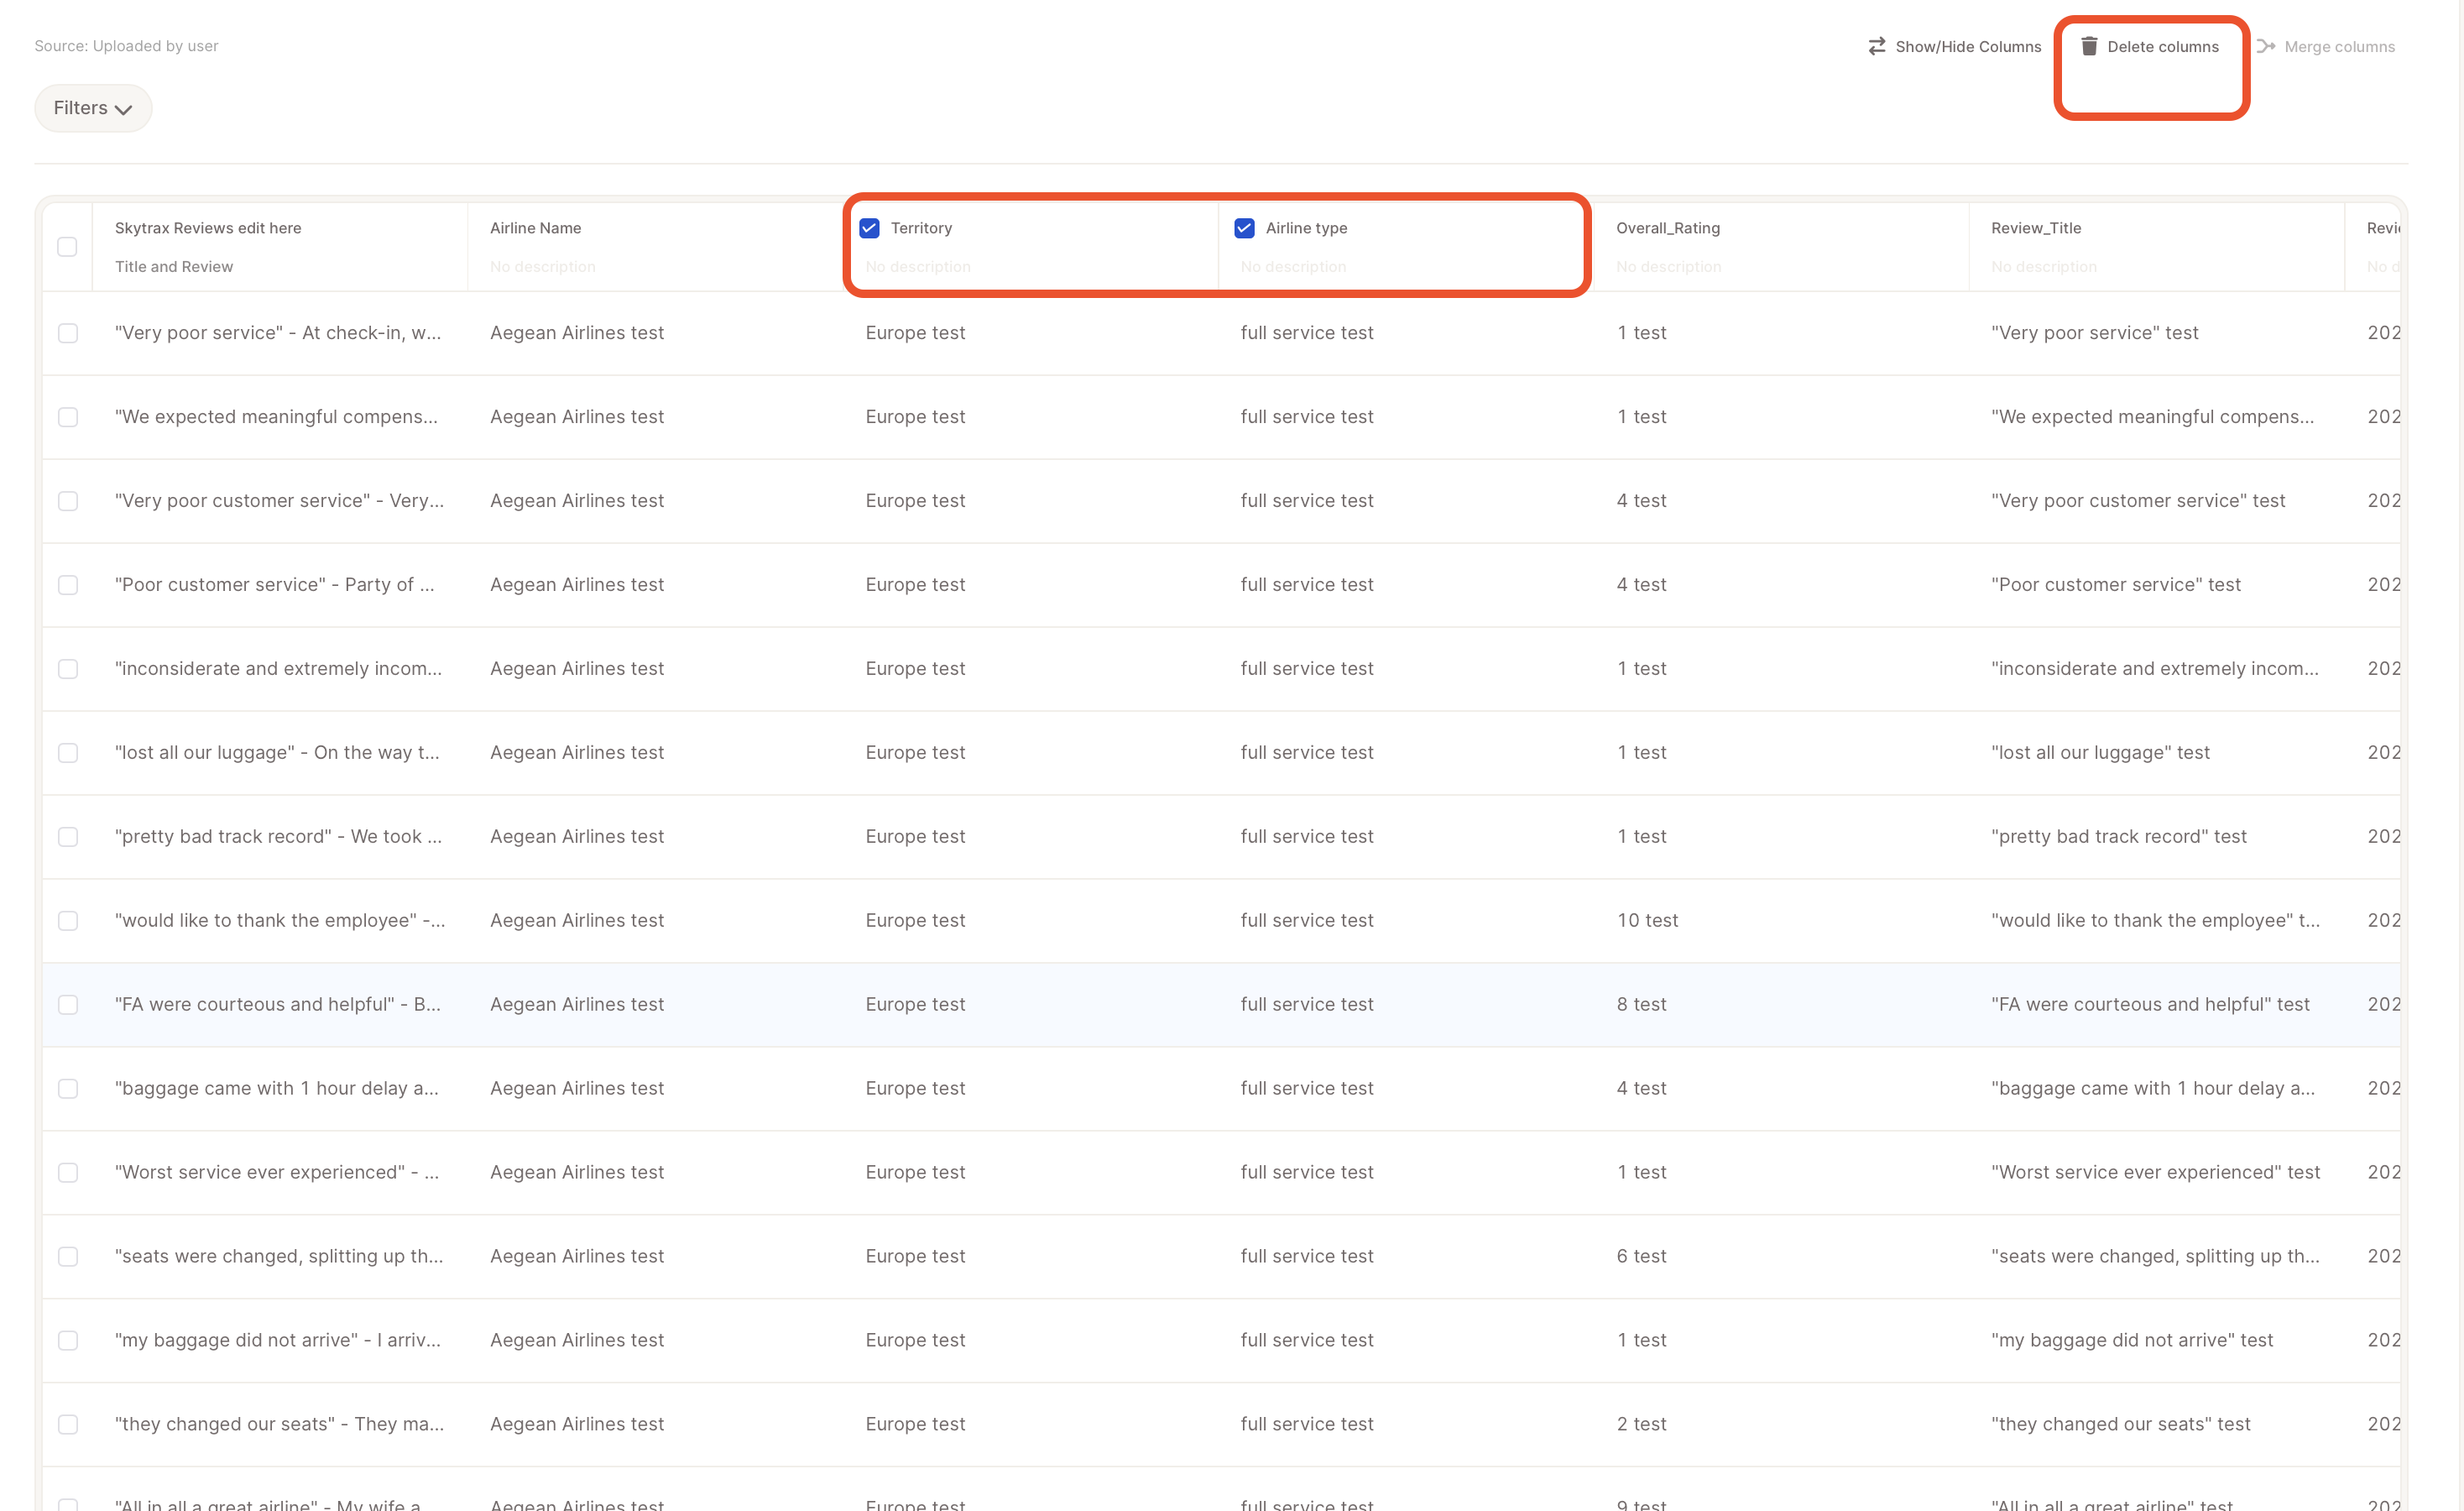 Source: Uploaded by user
Show/Hide Columns Delete columns Merge columns
Filters
Skytrax Reviews edit here Airline Name Territory Airline type Overall_Rating Review_Title
Title and Review No description No description No description No description No description
"Very poor service" - At check-in, w... Aegean Airlines test Europe test full service test 1 test "Very poor service" test 202
"We expected meaningful compens... Aegean Airlines test Europe test full service test 1 test "We expected meaningful compens... 202
"Very poor customer service" - Very... Aegean Airlines test Europe test full service test 4 test "Very poor customer service" test 202
"Poor customer service" - Party of ... Aegean Airlines test Europe test full service test 4 test "Poor customer service" test 202
"inconsiderate and extremely incom... Aegean Airlines test Europe test full service test 1 test "inconsiderate and extremely incom... 202
"lost all our luggage" - On the way t... Aegean Airlines test Europe test full service test 1 test "lost all our luggage" test 202
"pretty bad track record" - We took ... Aegean Airlines test Europe test full service test 1 test "pretty bad track record" test 202
"would like to thank the employee" -... Aegean Airlines test Europe test full service test 10 test "would like to thank the employee" t... 202
"FA were courteous and helpful" - B... Aegean Airlines test Europe test full service test 8 test "FA were courteous and helpful" test 202
"baggage came with 1 hour delay a... Aegean Airlines test Europe test full service test 4 test "baggage came with 1 hour delay a... 202
"Worst service ever experienced" - ... Aegean Airlines test Europe test full service test 1 test "Worst service ever experienced" test 202
"seats were changed, splitting up th... Aegean Airlines test Europe test full service test 6 test "seats were changed, splitting up th... 202
"my baggage did not arrive" - I arriv... Aegean Airlines test Europe test full service test 1 test "my baggage did not arrive" test 202
"they changed our seats" - They ma... Aegean Airlines test Europe test full service test 2 test "they changed our seats" test 202
"All in all a great airline" - My wife a Aegean Airlines test Europe test full service test 9 test "All in all a great airline" test 202